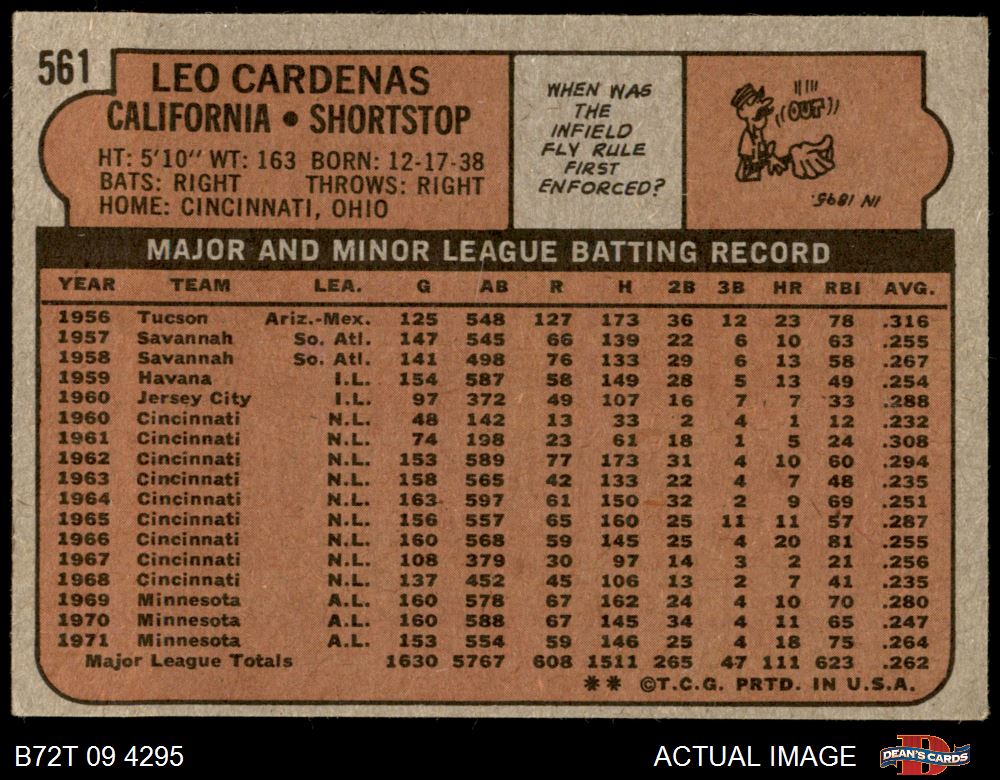 561
LEO CARDENAS
CALIFORNIA • SHORTSTOP
HT: 5'10" WT: 163 BORN: 12-17-38
BATS: RIGHT THROWS: RIGHT
HOME: CINCINNATI, OHIO
WHEN WAS
THE
INFIELD
FLY RULE
FIRST
ENFORCED?
OUT
IN 1895.
MAJOR AND MINOR LEAGUE BATTING RECORD
YEAR TEAM LEA. G AB R H 2B 3B HR RBI AVG.
1956 Tucson Ariz.-Mex. 125 548 127 173 36 12 23 78 .316
1957 Savannah So. Atl. 147 545 66 139 22 6 10 63 .255
1958 Savannah So. Atl. 141 498 76 133 29 6 13 58 .267
1959 Havana I.L. 154 587 58 149 28 5 13 49 .254
1960 Jersey City I.L. 97 372 49 107 16 7 7 33 .288
1960 Cincinnati N.L. 48 142 13 33 2 4 1 12 .232
1961 Cincinnati N.L. 74 198 23 61 18 1 5 24 .308
1962 Cincinnati N.L. 153 589 77 173 31 4 10 60 .294
1963 Cincinnati N.L. 158 565 42 133 22 4 7 48 .235
1964 Cincinnati N.L. 163 597 61 150 32 2 9 69 .251
1965 Cincinnati N.L. 156 557 65 160 25 11 11 57 .287
1966 Cincinnati N.L. 160 568 59 145 25 4 20 81 .255
1967 Cincinnati N.L. 108 379 30 97 14 3 2 21 .256
1968 Cincinnati N.L. 137 452 45 106 13 2 7 41 .235
1969 Minnesota A.L. 160 578 67 162 24 4 10 70 .280
1970 Minnesota A.L. 160 588 67 145 34 4 11 65 .247
1971 Minnesota A.L. 153 554 59 146 25 4 18 75 .264
Major League Totals 1630 5767 608 1511 265 47 111 623 .262
** ©T.C.G. PRTD. IN U.S.A.
B72T 09 4295
ACTUAL IMAGE
D
DEAN'S CARDS